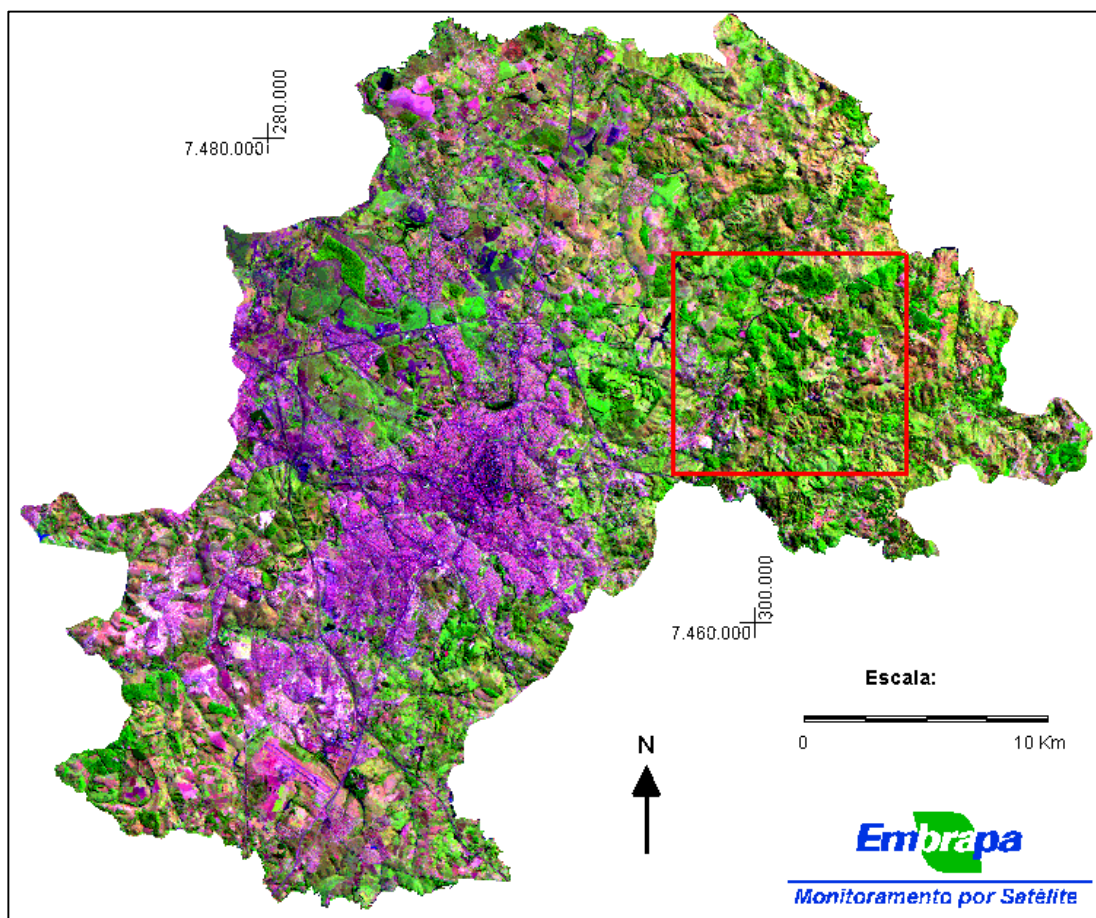 280.000
7.480.000
300.000
7.460.000
Escala:
0 10 Km
N
Embrapa
Monitoramento por Satélite